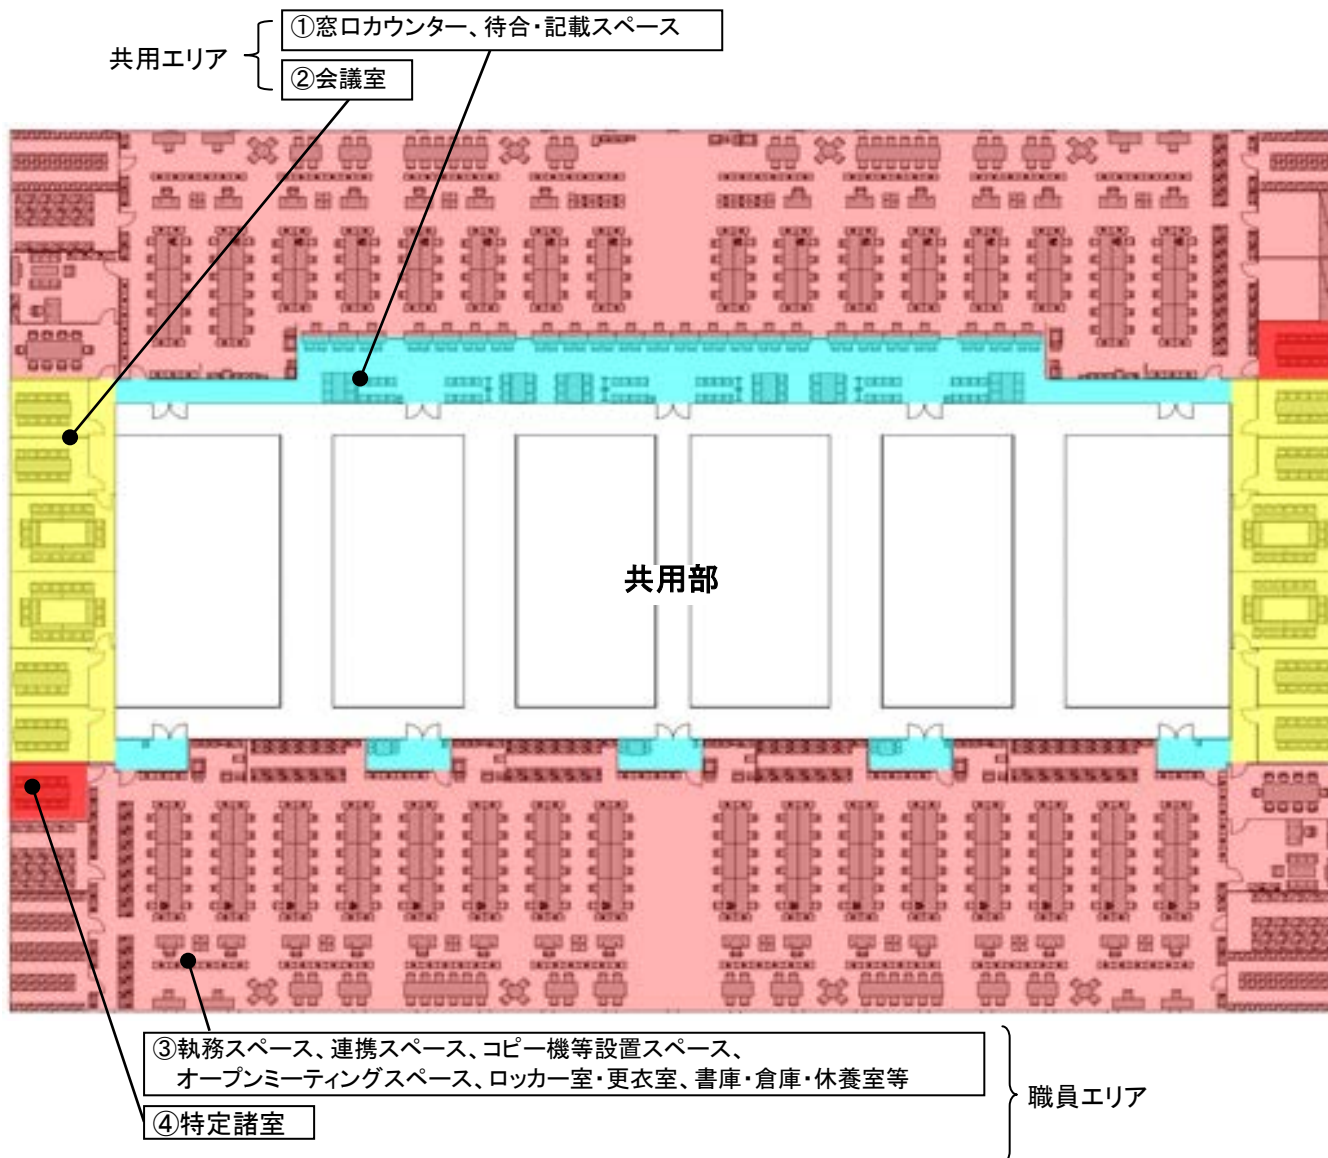 ①窓口カウンター、待合・記載スペース
共用エリア
②会議室
共用部
③執務スペース、連携スペース、コピー機等設置スペース、
オープンミーティングスペース、ロッカー室・更衣室、書庫・倉庫・休養室等
職員エリア
④特定諸室